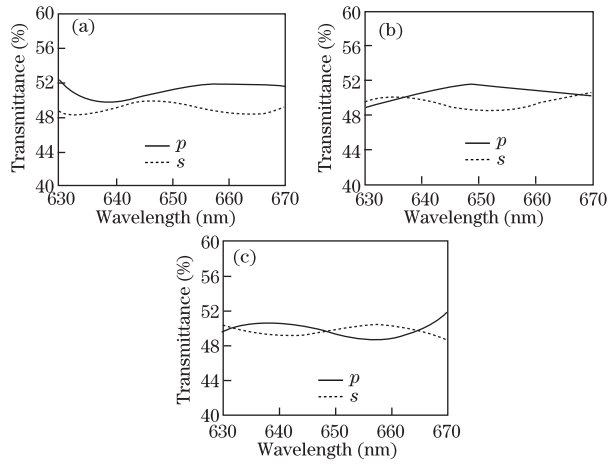 (a)
Transmittance (%)
60
56
52
48
44
40
p
s
630 640 650 660 670
Wavelength (nm)
(b)
Transmittance (%)
60
56
52
48
44
40
p
s
630 640 650 660 670
Wavelength (nm)
(c)
Transmittance (%)
60
56
52
48
44
40
p
s
630 640 650 660 670
Wavelength (nm)